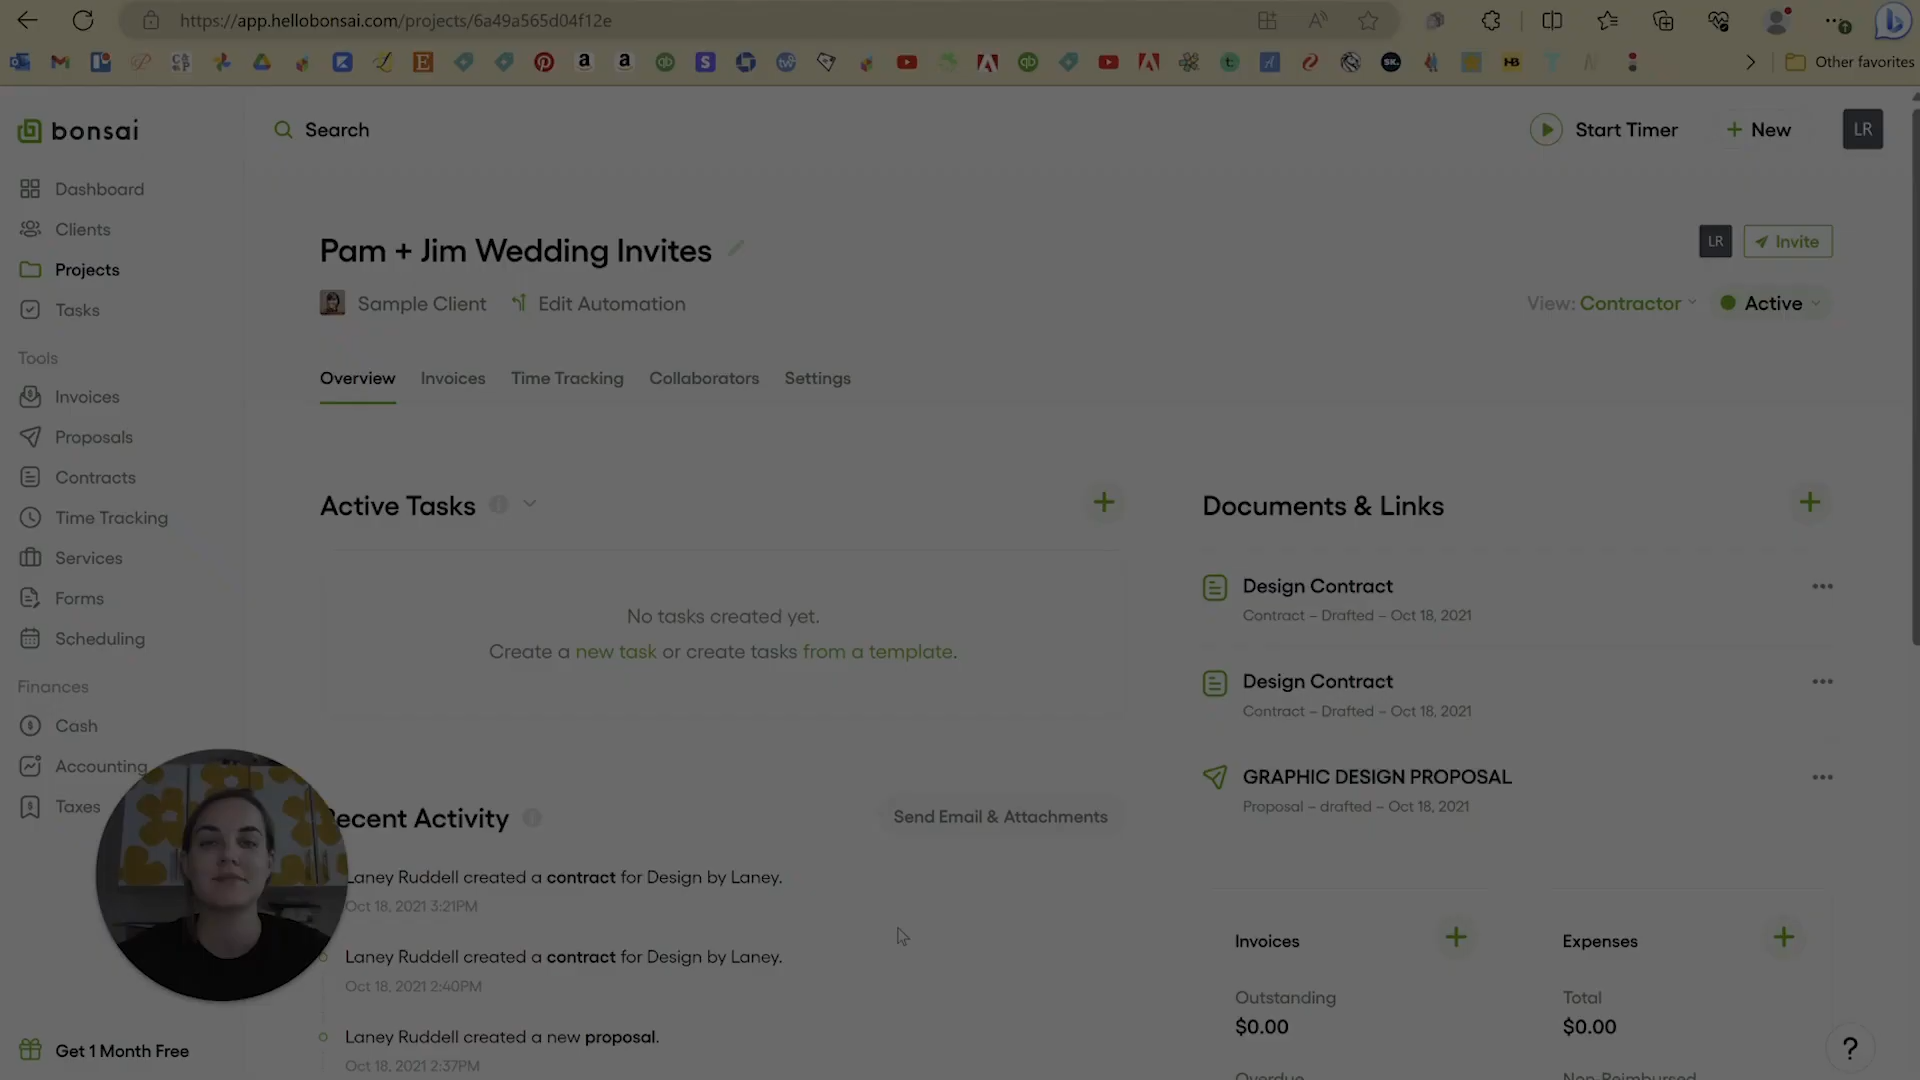 https://app.hellobonsai.com/projects/6a49a565d04f12e
Other favorites
bonsai
Search
Start Timer
+ New
LR
Dashboard
Clients
Projects
Tasks
Tools
Invoices
Proposals
Contracts
Time Tracking
Services
Forms
Scheduling
Finances
Cash
Accounting
Taxes
Get 1 Month Free
Pam + Jim Wedding Invites
LR
Invite
Sample Client
Edit Automation
View: Contractor
Active
Overview
Invoices
Time Tracking
Collaborators
Settings
Active Tasks
No tasks created yet.
Create a new task or create tasks from a template.
Recent Activity
Send Email & Attachments
Laney Ruddell created a contract for Design by Laney.
Oct 18, 2021 3:21PM
Laney Ruddell created a contract for Design by Laney.
Oct 18, 2021 2:40PM
Laney Ruddell created a new proposal.
Oct 18, 2021 2:37PM
Documents & Links
Design Contract
Contract – Drafted – Oct 18, 2021
Design Contract
Contract – Drafted – Oct 18, 2021
GRAPHIC DESIGN PROPOSAL
Proposal – drafted – Oct 18, 2021
Invoices
Outstanding
$0.00
Overdue
Expenses
Total
$0.00
Non-Reimbursed
?